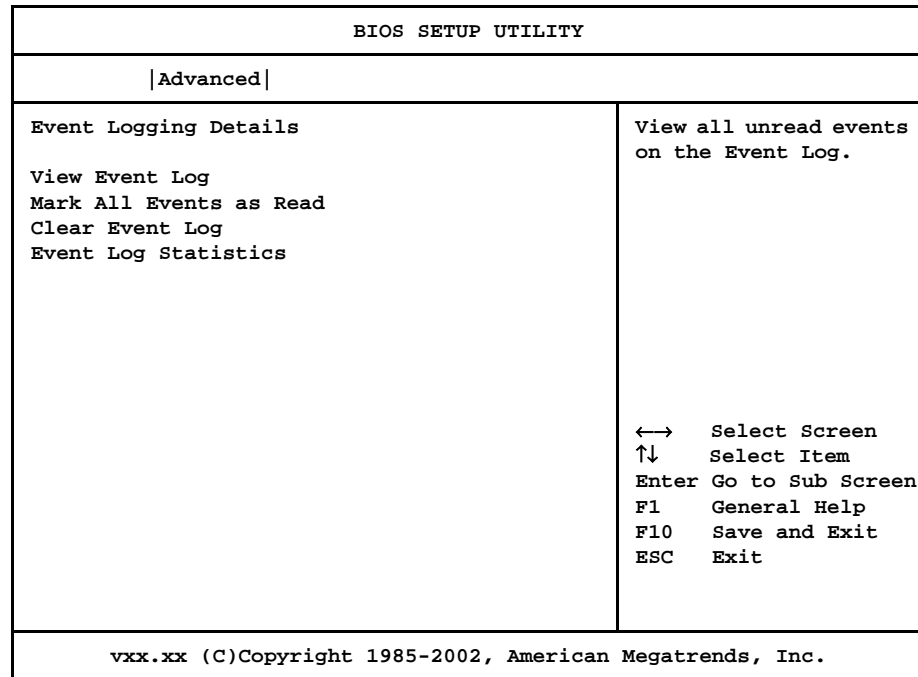 BIOS SETUP UTILITY
|Advanced|
Event Logging Details
View Event Log
Mark All Events as Read
Clear Event Log
Event Log Statistics
View all unread events
on the Event Log.
←→ Select Screen
↑↓ Select Item
Enter Go to Sub Screen
F1 General Help
F10 Save and Exit
ESC Exit
vxx.xx (C)Copyright 1985-2002, American Megatrends, Inc.